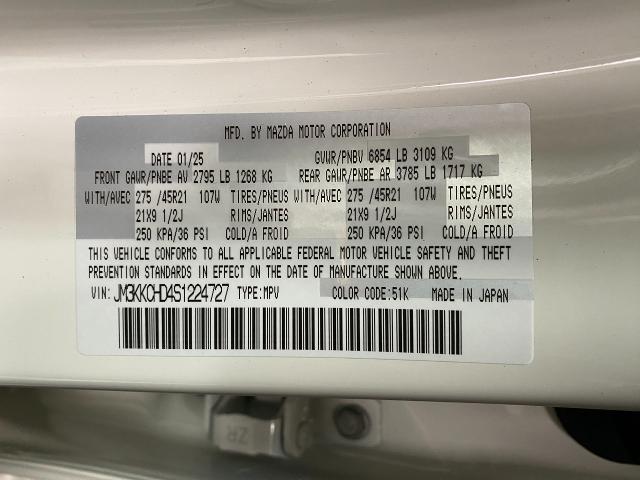 MFD. BY MAZDA MOTOR CORPORATION
DATE 01/25 GVWR/PNBV 6854 LB 3109 KG
FRONT GAWR/PNBE AV 2795 LB 1268 KG REAR GAWR/PNBE AR 3785 LB 1717 KG
WITH/AVEC 275 /45R21 107W TIRES/PNEUS WITH/AVEC 275 /45R21 107W TIRES/PNEUS
21X9 1/2J RIMS/JANTES 21X9 1/2J RIMS/JANTES
250 KPA/36 PSI COLD/A FROID 250 KPA/36 PSI COLD/A FROID
THIS VEHICLE CONFORMS TO ALL APPLICABLE FEDERAL MOTOR VEHICLE SAFETY AND THEFT
PREVENTION STANDARDS IN EFFECT ON THE DATE OF MANUFACTURE SHOWN ABOVE.
VIN: JM3KKCHD4S1224727 TYPE:MPV COLOR CODE:51K MADE IN JAPAN
ZR